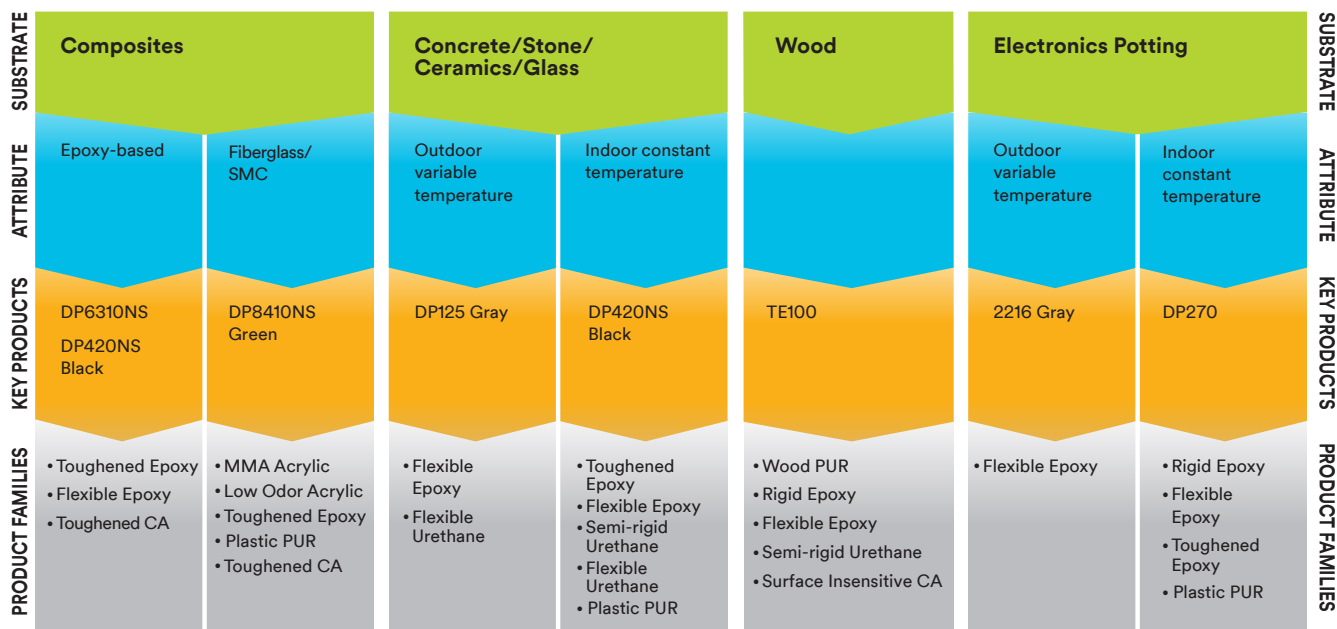 SUBSTRATE
Composites
Concrete/Stone/
Ceramics/Glass
Wood
Electronics Potting
SUBSTRATE
ATTRIBUTE
Epoxy-based
Fiberglass/
SMC
Outdoor
variable
temperature
Indoor constant
temperature
Outdoor
variable
temperature
Indoor
constant
temperature
ATTRIBUTE
KEY PRODUCTS
DP6310NS
DP420NS
Black
DP8410NS
Green
DP125 Gray
DP420NS
Black
TE100
2216 Gray
DP270
KEY PRODUCTS
PRODUCT FAMILIES
• Toughened Epoxy
• Flexible Epoxy
• Toughened CA
• MMA Acrylic
• Low Odor Acrylic
• Toughened Epoxy
• Plastic PUR
• Toughened CA
• Flexible
Epoxy
• Flexible
Urethane
• Toughened
Epoxy
• Flexible Epoxy
• Semi-rigid
Urethane
• Flexible
Urethane
• Plastic PUR
• Wood PUR
• Rigid Epoxy
• Flexible Epoxy
• Semi-rigid Urethane
• Surface Insensitive CA
• Flexible Epoxy
• Rigid Epoxy
• Flexible
Epoxy
• Toughened
Epoxy
• Plastic PUR
PRODUCT FAMILIES